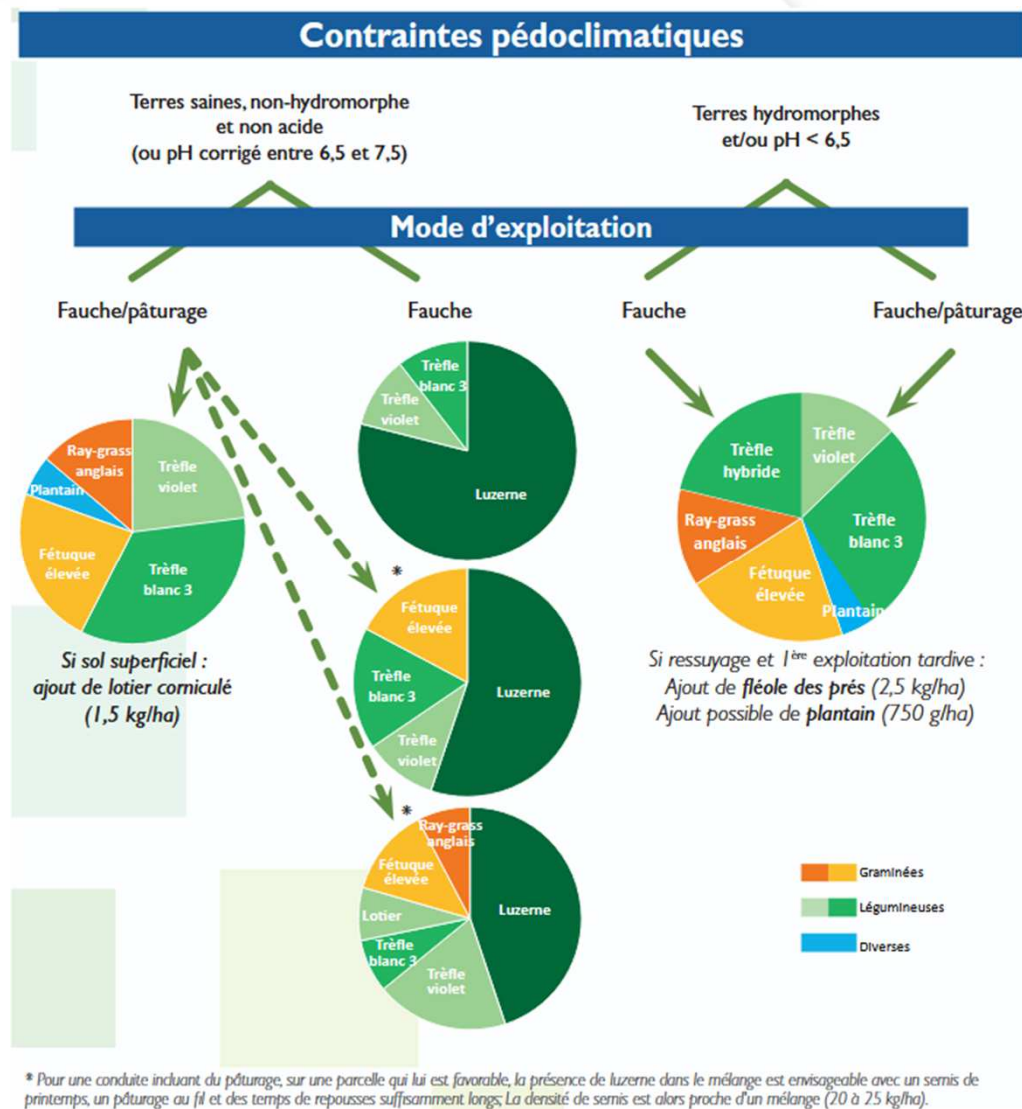 Contraintes pédoclimatiques
Terres saines, non-hydromorphe
et non acide
(ou pH corrigé entre 6,5 et 7,5)
Terres hydromorphes
et/ou pH < 6,5
Mode d'exploitation
Fauche/pâturage
Fauche
Fauche
Fauche/pâturage
Ray-grass
anglais
Plantain
Fétuque
élevée
Trèfle
violet
Trèfle
blanc 3
Si sol superficiel :
ajout de lotier corniculé
(1,5 kg/ha)
Trèfle
blanc 3
Trèfle
violet
Luzerne
*
Fétuque
élevée
Trèfle
blanc 3
Trèfle
violet
Luzerne
*
Ray-grass
anglais
Fétuque
élevée
Lotier
Trèfle
blanc 3
Trèfle
violet
Luzerne
Trèfle
hybride
Trèfle
violet
Ray-grass
anglais
Trèfle
blanc 3
Fétuque
élevée
Plantain
Si ressuyage et 1ère exploitation tardive :
Ajout de fléole des prés (2,5 kg/ha)
Ajout possible de plantain (750 g/ha)
Graminées
Légumineuses
Diverses
* Pour une conduite incluant du pâturage, sur une parcelle qui lui est favorable, la présence de luzerne dans le mélange est envisageable avec un semis de
printemps, un pâturage au fil et des temps de repousses suffisamment longs; La densité de semis est alors proche d'un mélange (20 à 25 kg/ha).